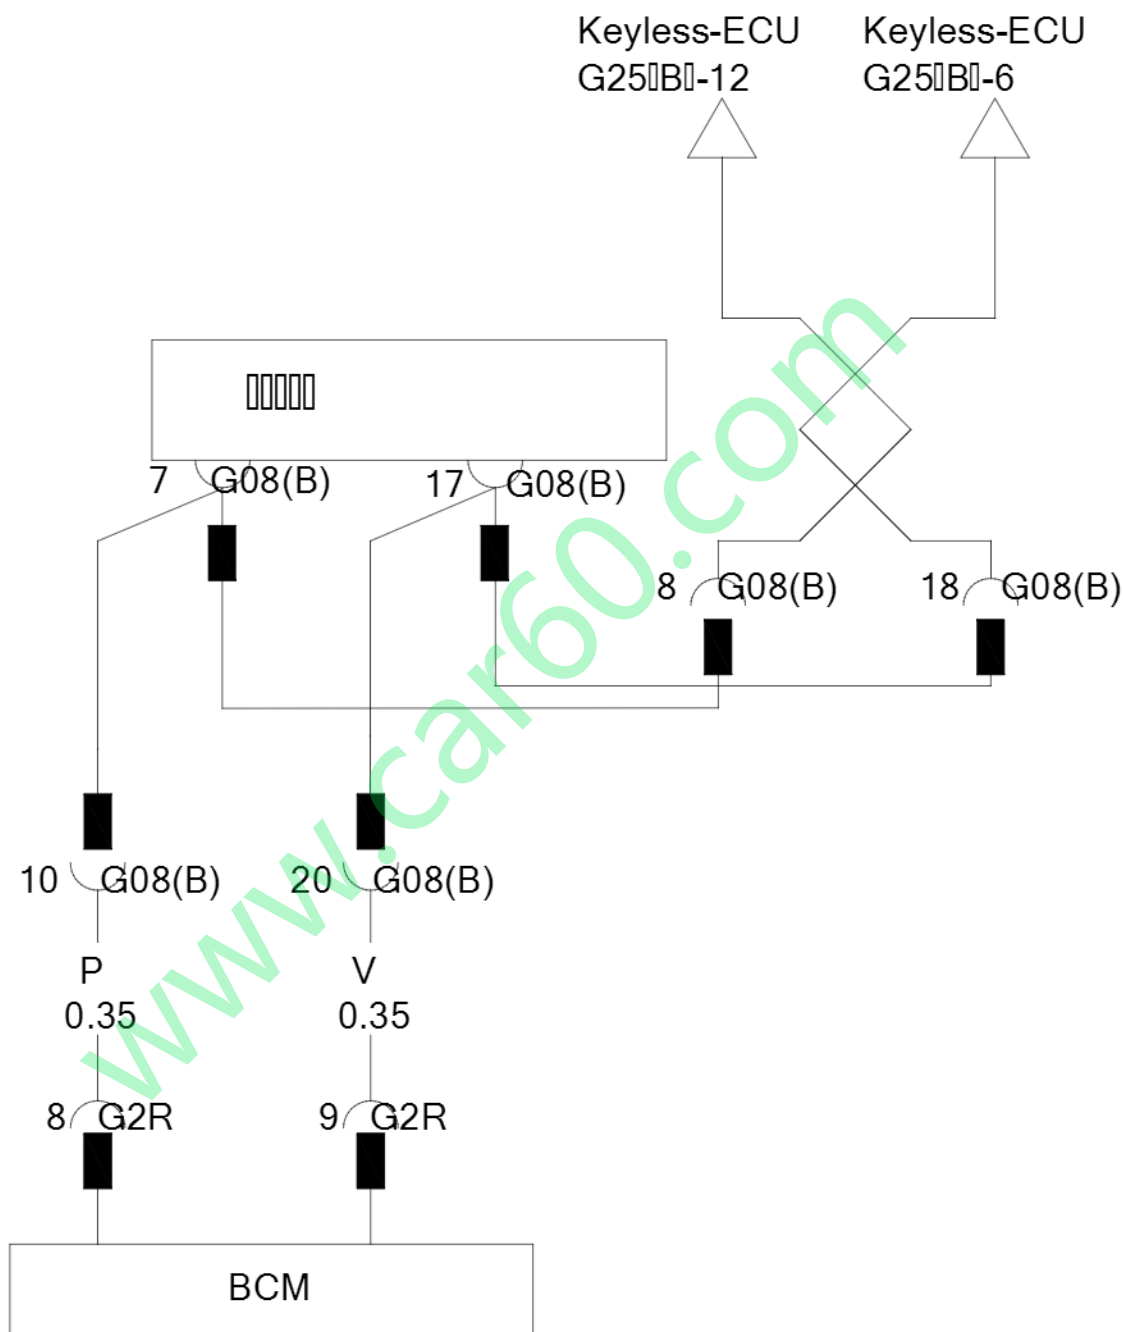 Keyless-ECU
G25▯B▯-12
Keyless-ECU
G25▯B▯-6
▯▯▯▯▯
7 G08(B)
17 G08(B)
8 G08(B)
18 G08(B)
10 G08(B)
20 G08(B)
P
0.35
V
0.35
8 G2R
9 G2R
BCM
www.car60.com